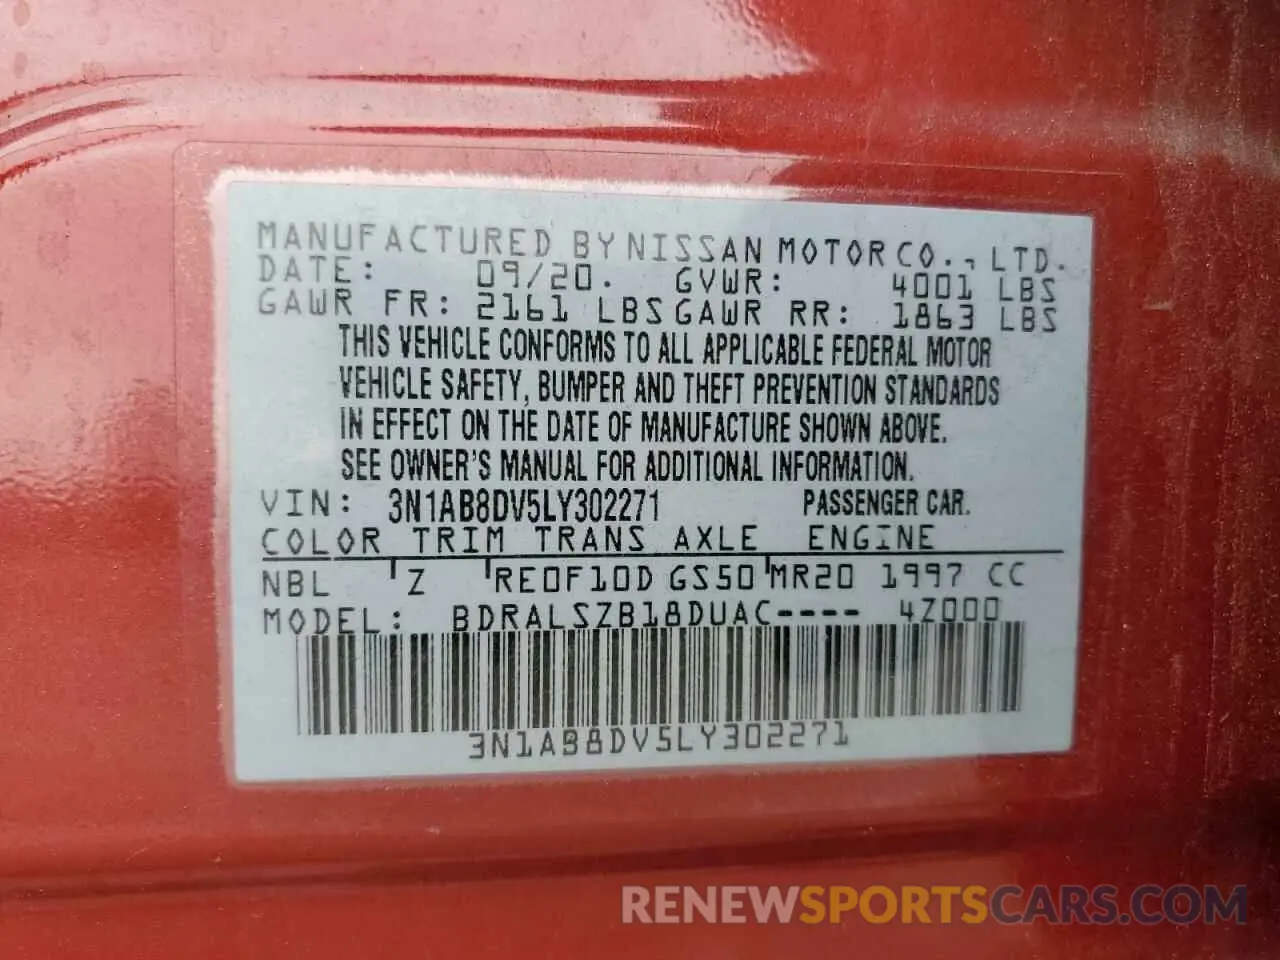 MANUFACTURED BY NISSAN MOTOR CO., LTD.
DATE: 09/20. GVWR: 4001 LBS
GAWR FR: 2161 LBS GAWR RR: 1863 LBS
THIS VEHICLE CONFORMS TO ALL APPLICABLE FEDERAL MOTOR
VEHICLE SAFETY, BUMPER AND THEFT PREVENTION STANDARDS
IN EFFECT ON THE DATE OF MANUFACTURE SHOWN ABOVE.
SEE OWNER'S MANUAL FOR ADDITIONAL INFORMATION.
VIN: 3N1AB8DV5LY302271 PASSENGER CAR.
COLOR TRIM TRANS AXLE ENGINE
NBL Z RE0F10D GS50 MR20 1997 CC
MODEL: BDRALSZB18DUAC---- 4Z000
3N1AB8DV5LY302271
RENEWSPORTSCARS.COM